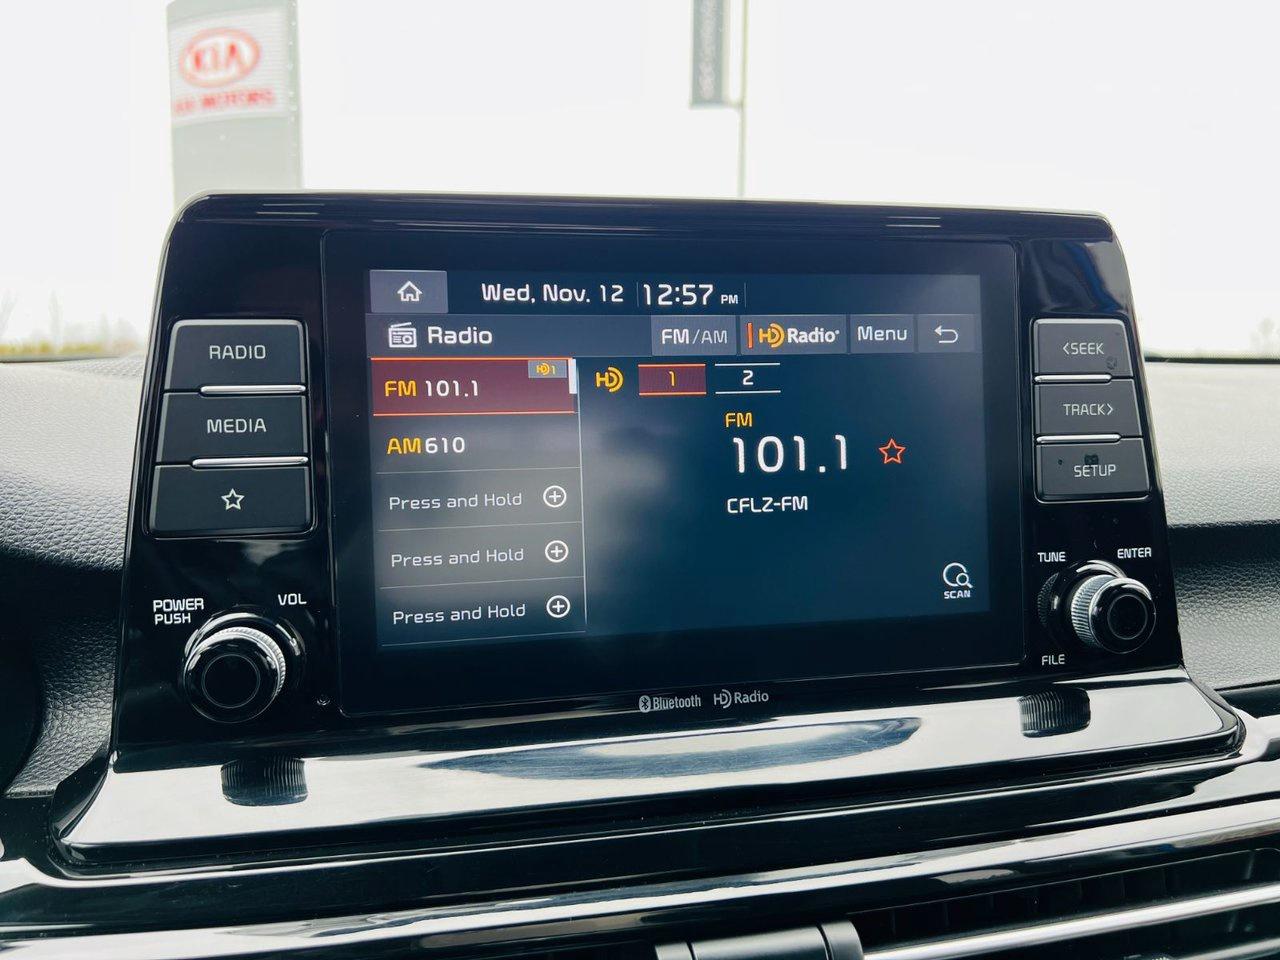 KIA
KIA MOTORS
Wed, Nov. 12 12:57 PM
Radio FM/AM HD Radio® Menu
FM 101.1 HD 1
HD 1 2
AM 610
FM
101.1
CFLZ-FM
Press and Hold
Press and Hold
Press and Hold
SCAN
RADIO
MEDIA
POWER
PUSH
VOL
<SEEK
TRACK>
SETUP
TUNE
ENTER
FILE
Bluetooth HD Radio